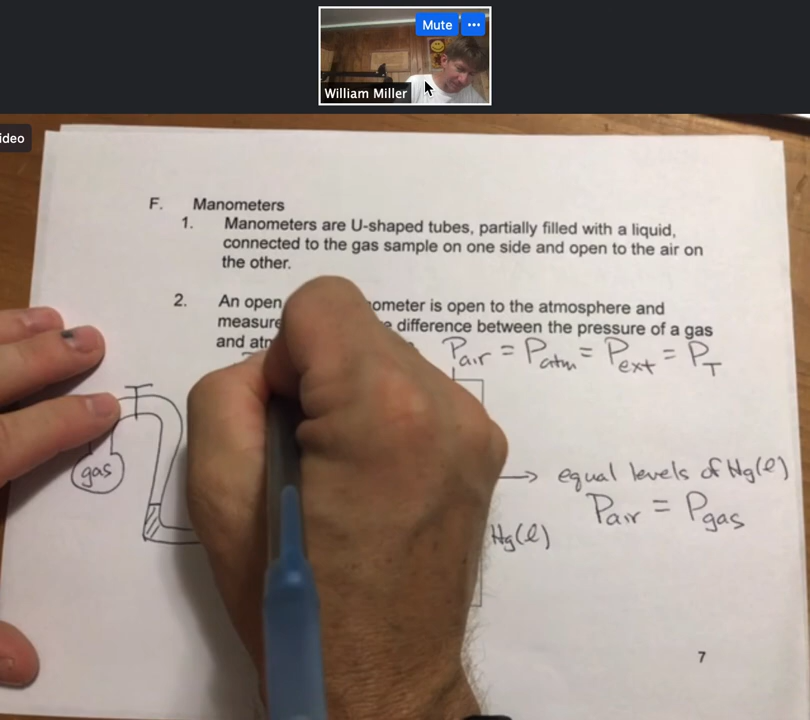 Mute
William Miller
ideo
F. Manometers
1. Manometers are U-shaped tubes, partially filled with a liquid,
connected to the gas sample on one side and open to the air on
the other.
2. An open ometer is open to the atmosphere and
measure difference between the pressure of a gas
and atm
Pair = Patm = Pext = PT
gas
→ equal levels of Hg(l)
Pair = Pgas
Hg(l)
7